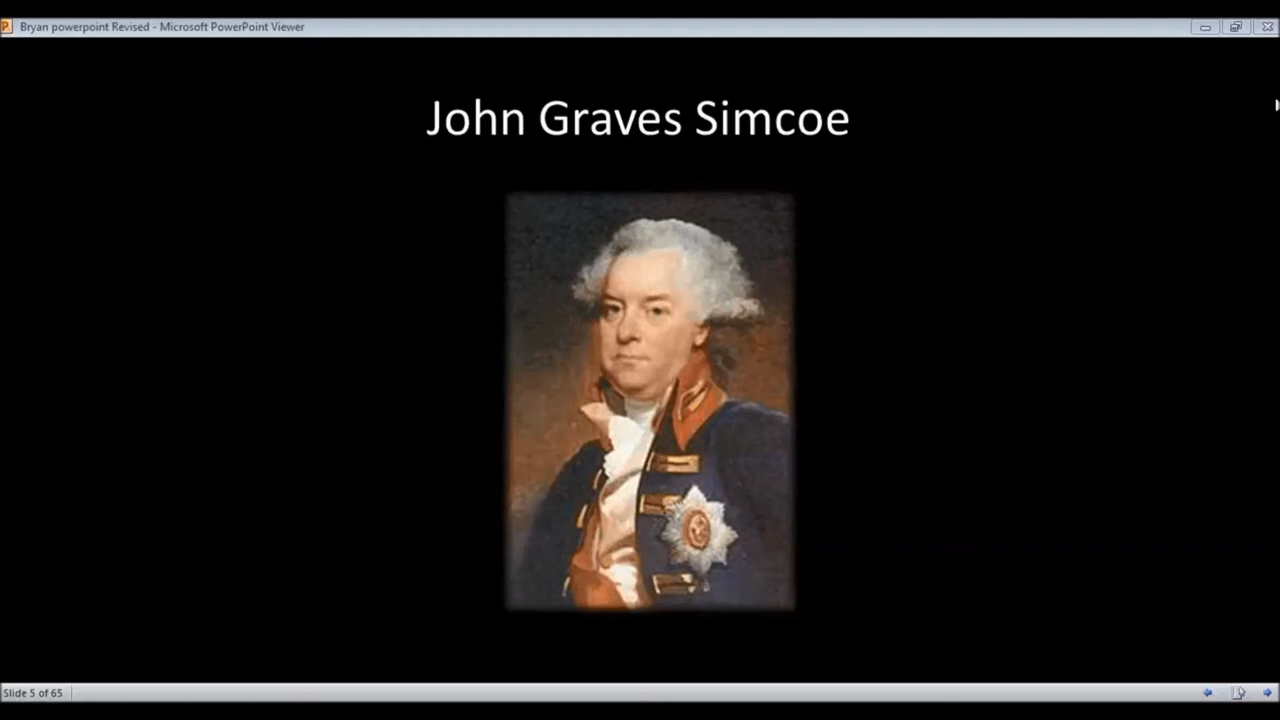 Bryan powerpoint Revised - Microsoft PowerPoint Viewer
John Graves Simcoe
Slide 5 of 65